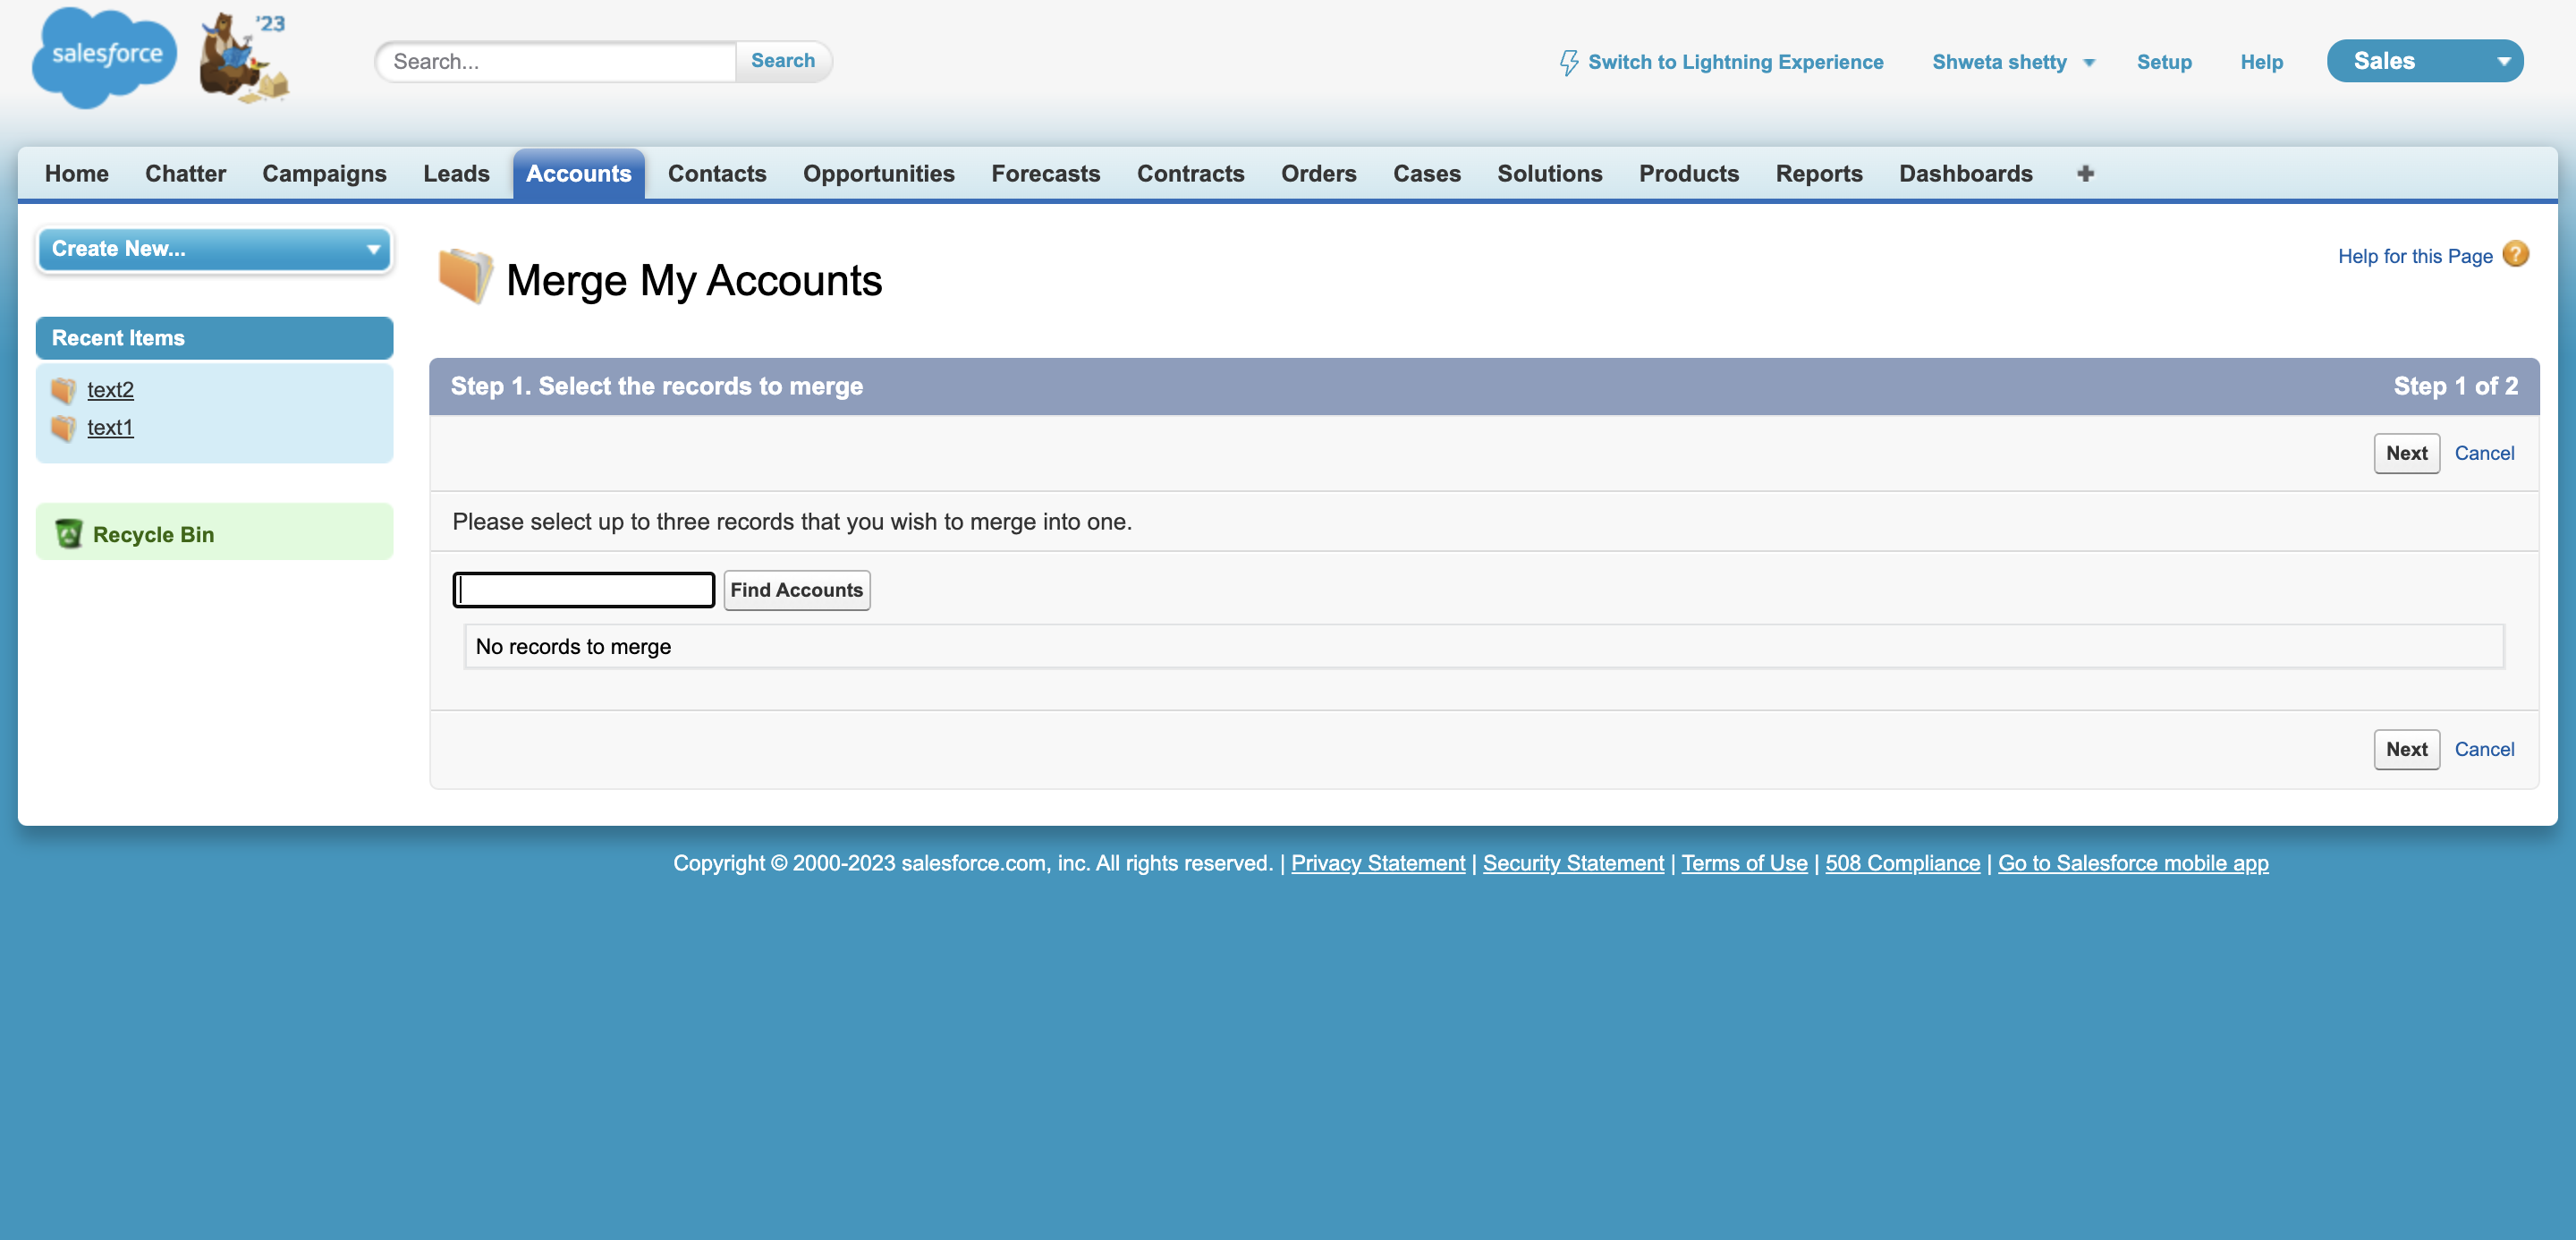 salesforce
'23
Search...
Search
Switch to Lightning Experience
Shweta shetty
Setup
Help
Sales
Home
Chatter
Campaigns
Leads
Accounts
Contacts
Opportunities
Forecasts
Contracts
Orders
Cases
Solutions
Products
Reports
Dashboards
Create New...
Recent Items
text2
text1
Recycle Bin
Merge My Accounts
Help for this Page
Step 1. Select the records to merge
Step 1 of 2
Next
Cancel
Please select up to three records that you wish to merge into one.
Find Accounts
No records to merge
Next
Cancel
Copyright © 2000-2023 salesforce.com, inc. All rights reserved. | Privacy Statement | Security Statement | Terms of Use | 508 Compliance | Go to Salesforce mobile app